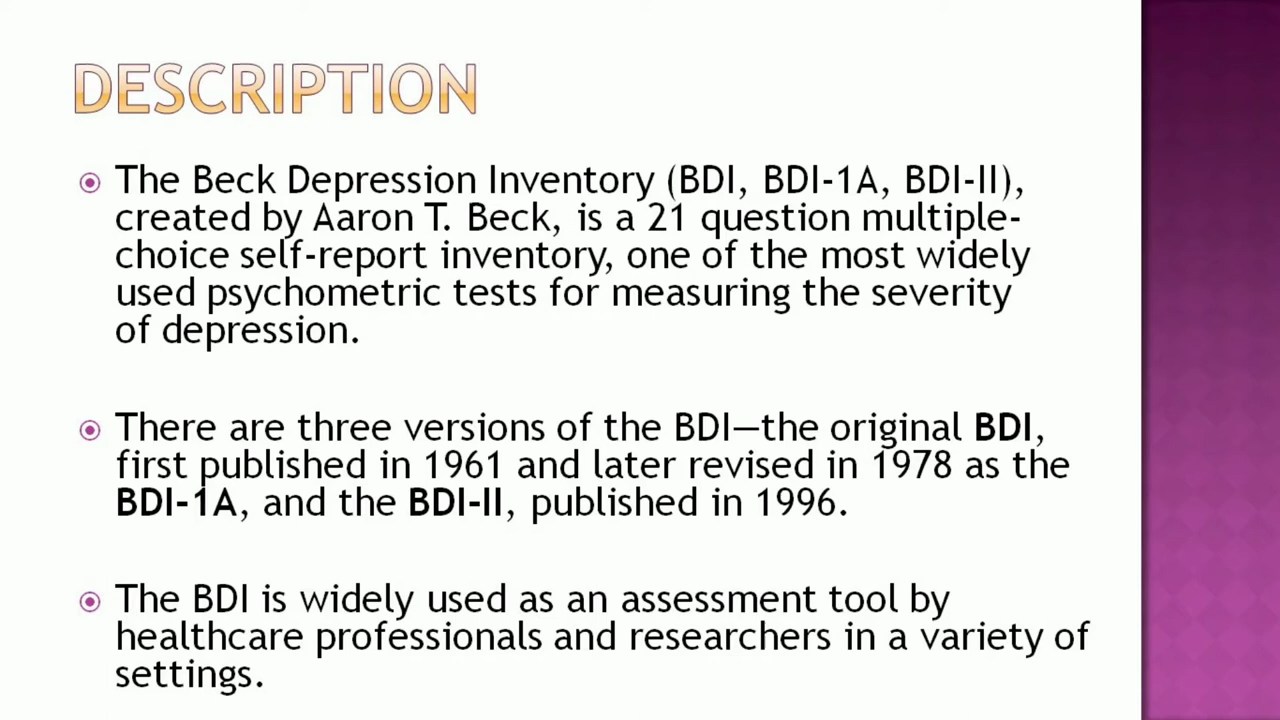 DESCRIPTION
The Beck Depression Inventory (BDI, BDI-1A, BDI-II),
created by Aaron T. Beck, is a 21 question multiple-
choice self-report inventory, one of the most widely
used psychometric tests for measuring the severity
of depression.
There are three versions of the BDI—the original BDI,
first published in 1961 and later revised in 1978 as the
BDI-1A, and the BDI-II, published in 1996.
The BDI is widely used as an assessment tool by
healthcare professionals and researchers in a variety of
settings.